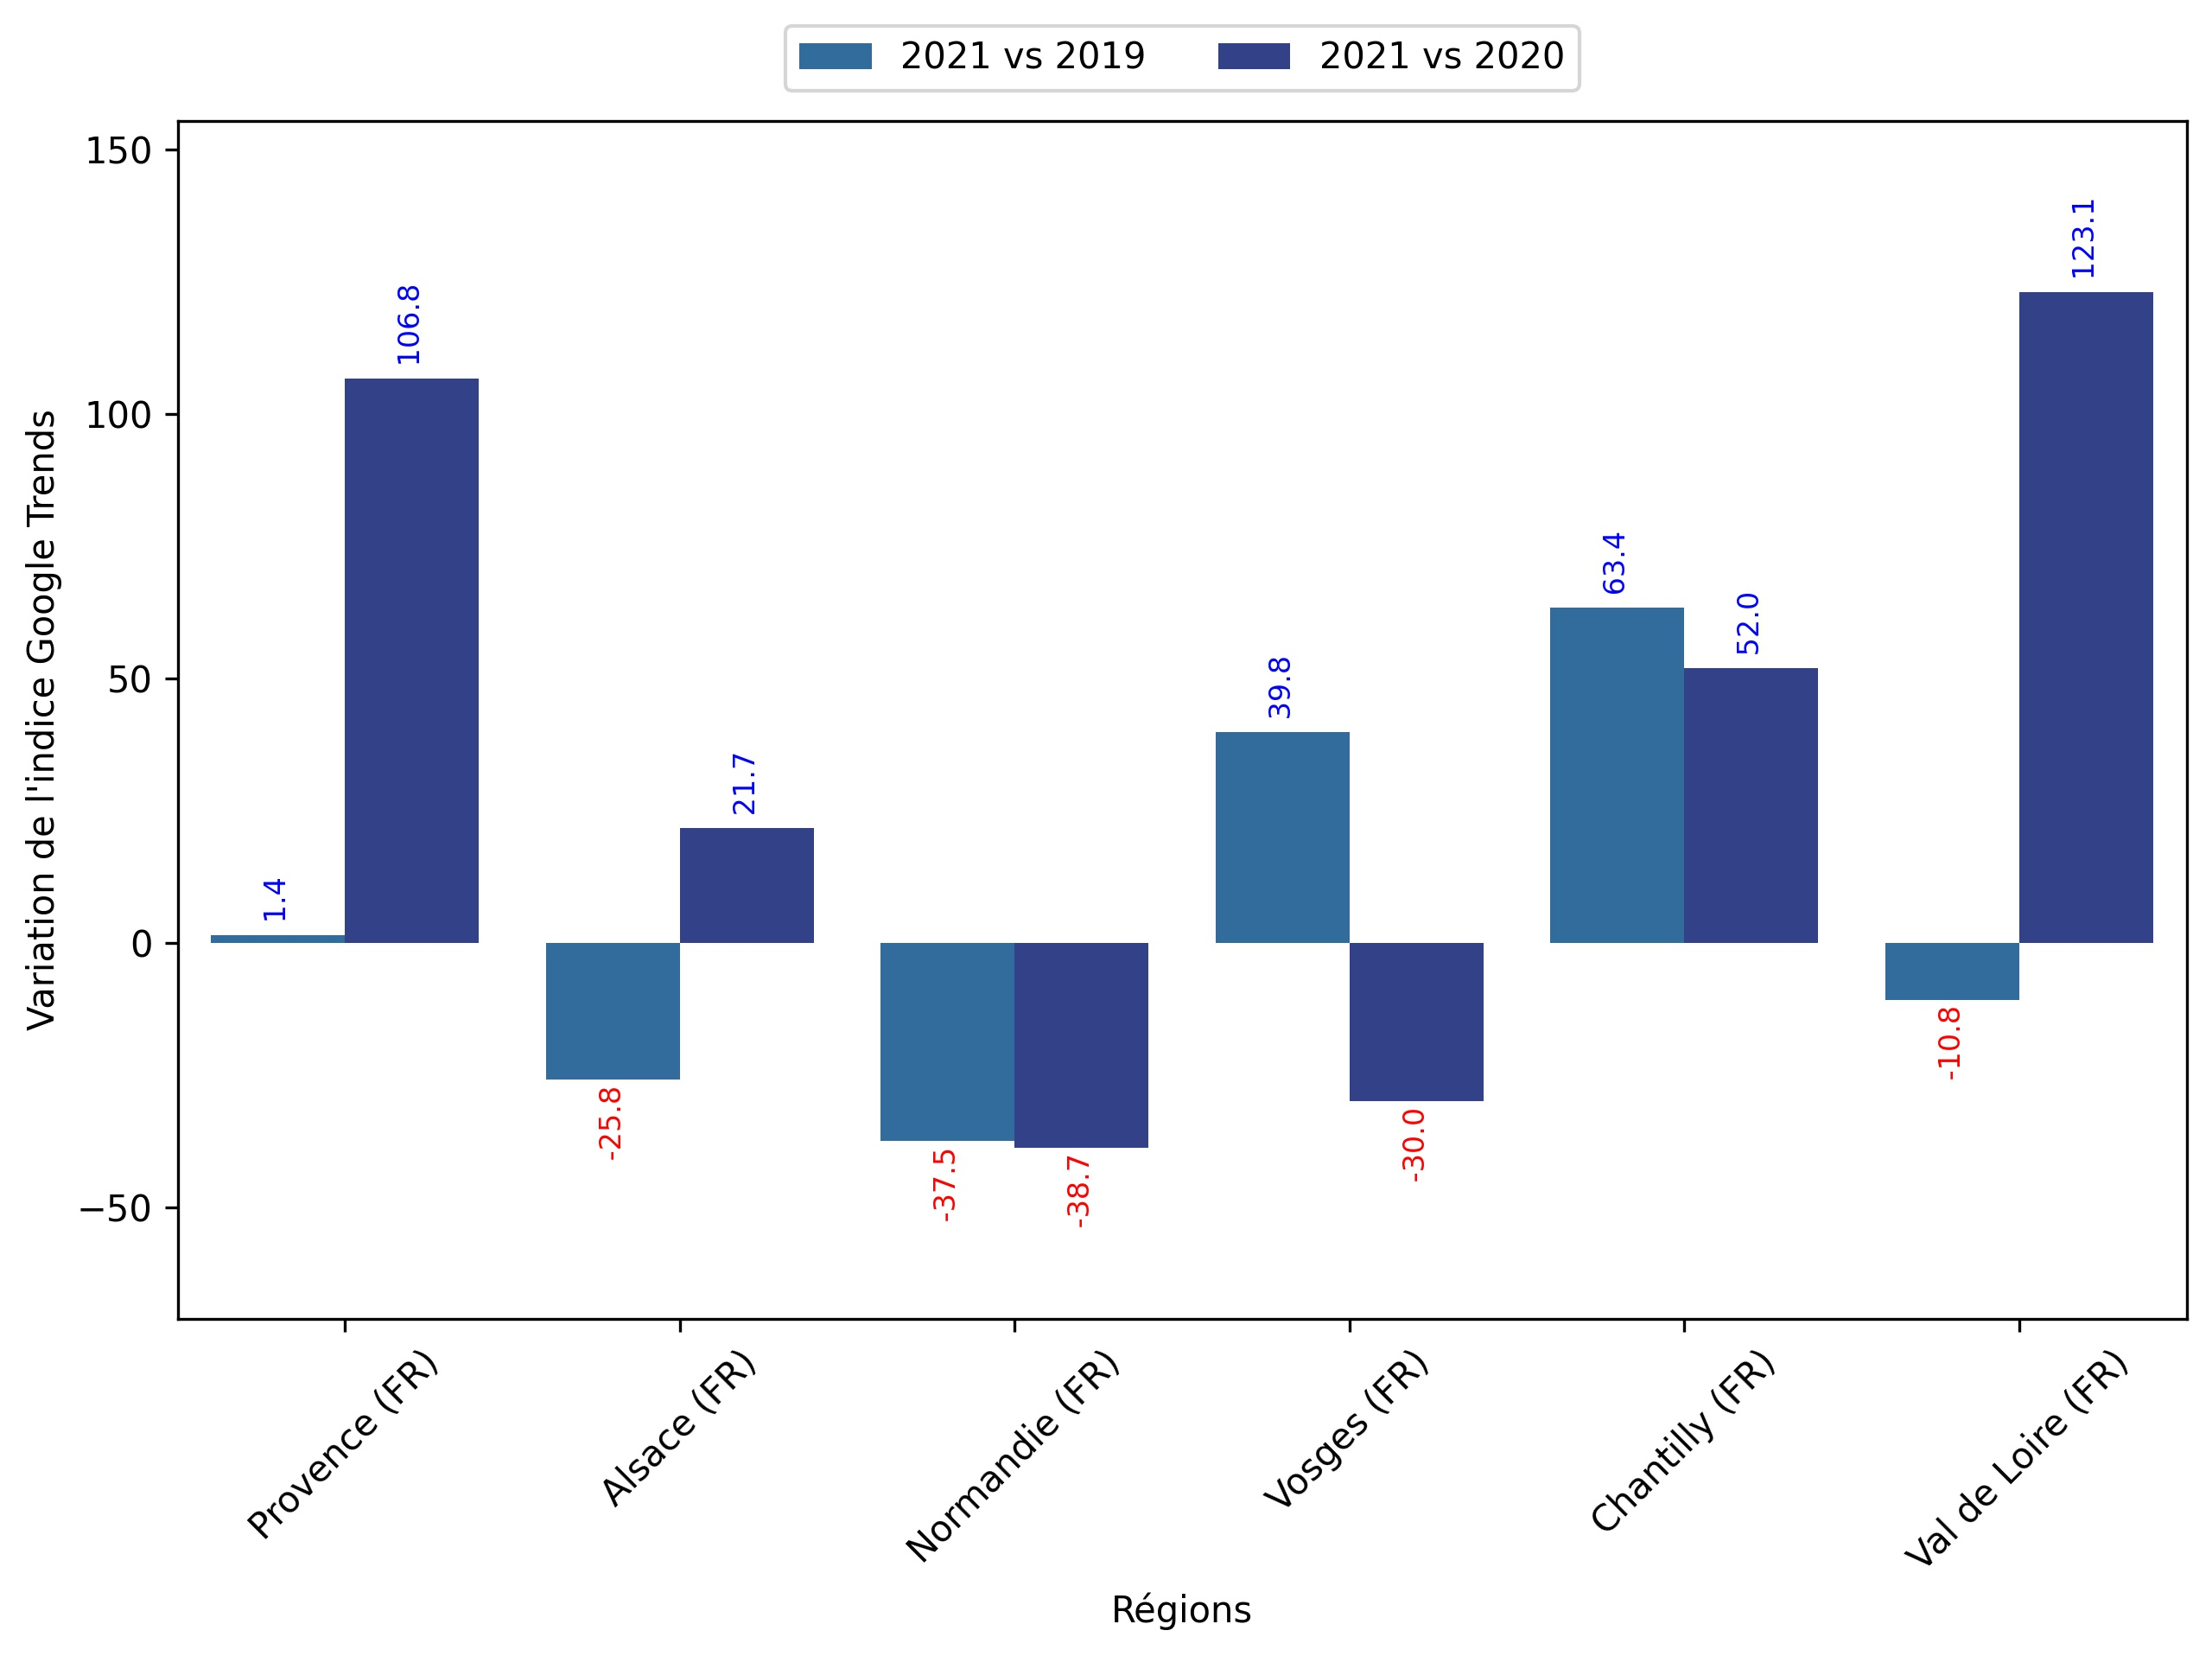 2021 vs 2019
2021 vs 2020
Variation de l'indice Google Trends
150
100
50
0
−50
1.4
106.8
-25.8
21.7
-37.5
-38.7
39.8
-30.0
63.4
52.0
-10.8
123.1
Provence (FR)
Alsace (FR)
Normandie (FR)
Vosges (FR)
Chantilly (FR)
Val de Loire (FR)
Régions